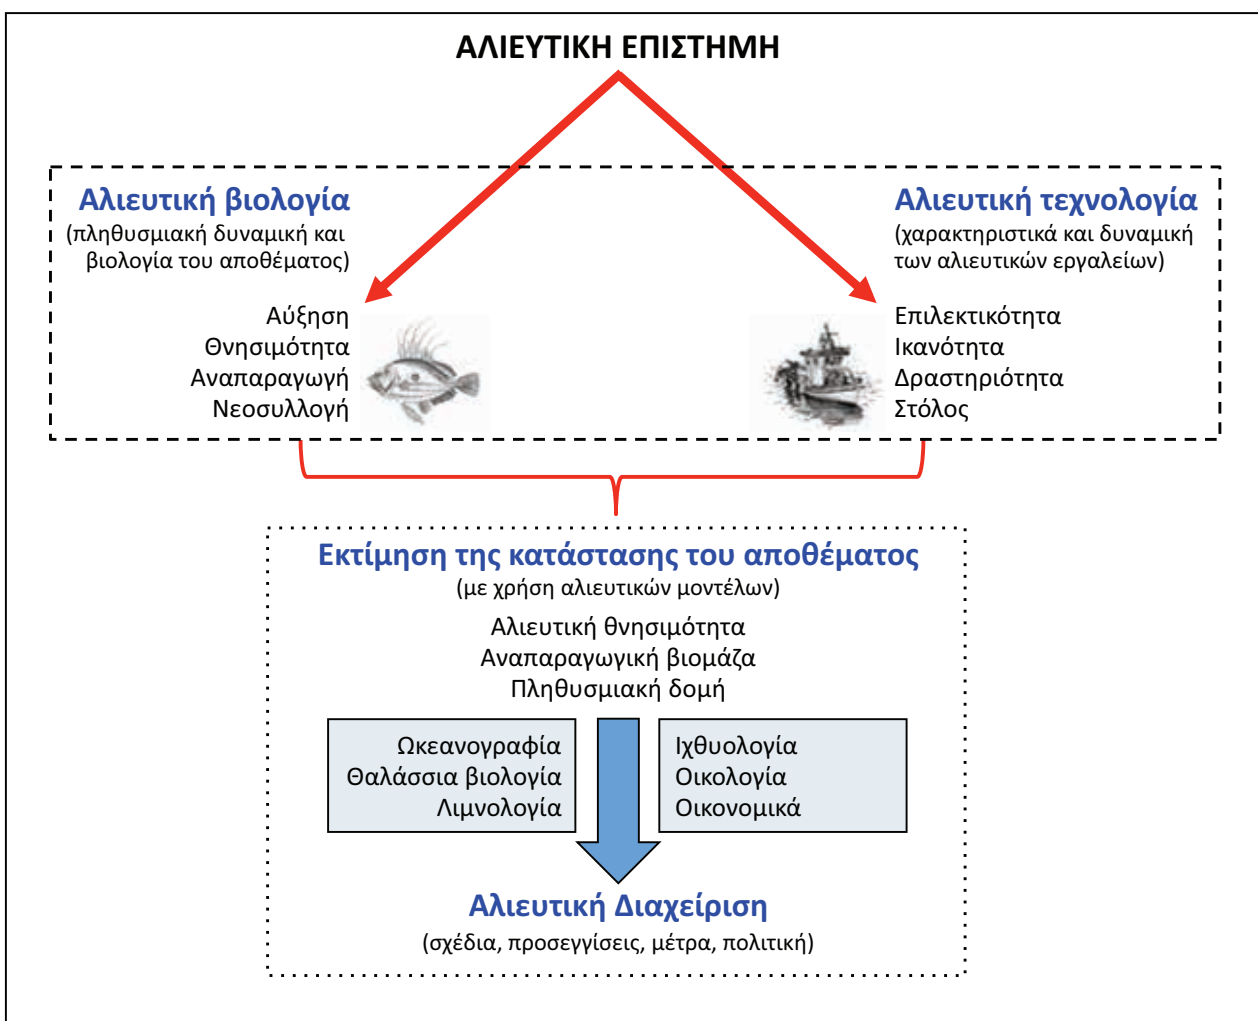 ΑΛΙΕΥΤΙΚΗ ΕΠΙΣΤΗΜΗ
Αλιευτική βιολογία
(πληθυσμιακή δυναμική και
βιολογία του αποθέματος)
Αύξηση
Θνησιμότητα
Αναπαραγωγή
Νεοσυλλογή
Αλιευτική τεχνολογία
(χαρακτηριστικά και δυναμική
των αλιευτικών εργαλείων)
Επιλεκτικότητα
Ικανότητα
Δραστηριότητα
Στόλος
Εκτίμηση της κατάστασης του αποθέματος
(με χρήση αλιευτικών μοντέλων)
Αλιευτική θνησιμότητα
Αναπαραγωγική βιομάζα
Πληθυσμιακή δομή
Ωκεανογραφία
Θαλάσσια βιολογία
Λιμνολογία
Ιχθυολογία
Οικολογία
Οικονομικά
Αλιευτική Διαχείριση
(σχέδια, προσεγγίσεις, μέτρα, πολιτική)